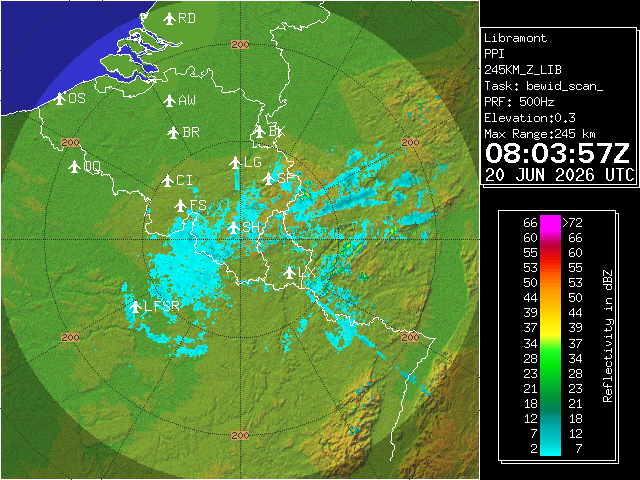 RD
200
OS
AW
BR
BK
200
200
QQ
LG
CI
SP
FS
SH
LX
LFSR
200
200
200
Libramont
PPI
245KM_Z_LIB
Task: bewid_scan_
PRF: 500Hz
Elevation:0.3
Max Range:245 km
08:03:57Z
20 JUN 2026 UTC
66 >72
60 66
55 60
53 55
50 53
44 50
39 44
37 39
34 37
28 34
23 28
21 23
18 21
12 18
7 12
2 7
Reflectivity in dBZ